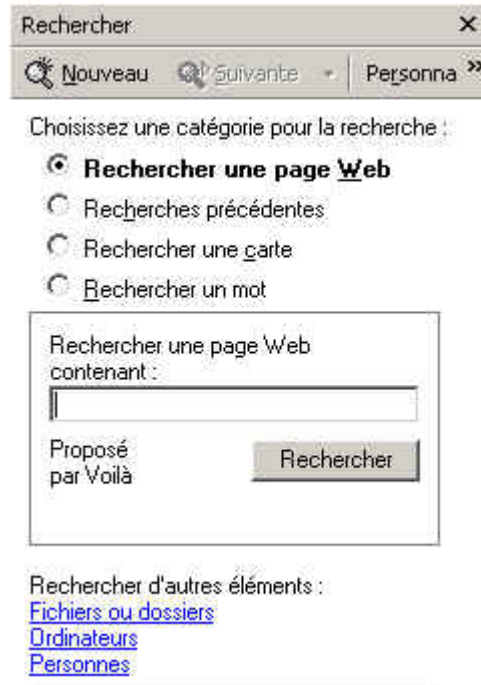 Rechercher
Nouveau Suivante Personna
Choisissez une catégorie pour la recherche :
Rechercher une page Web
Recherches précédentes
Rechercher une carte
Rechercher un mot
Rechercher une page Web
contenant :
Proposé
par Voilà
Rechercher
Rechercher d'autres éléments :
Fichiers ou dossiers
Ordinateurs
Personnes